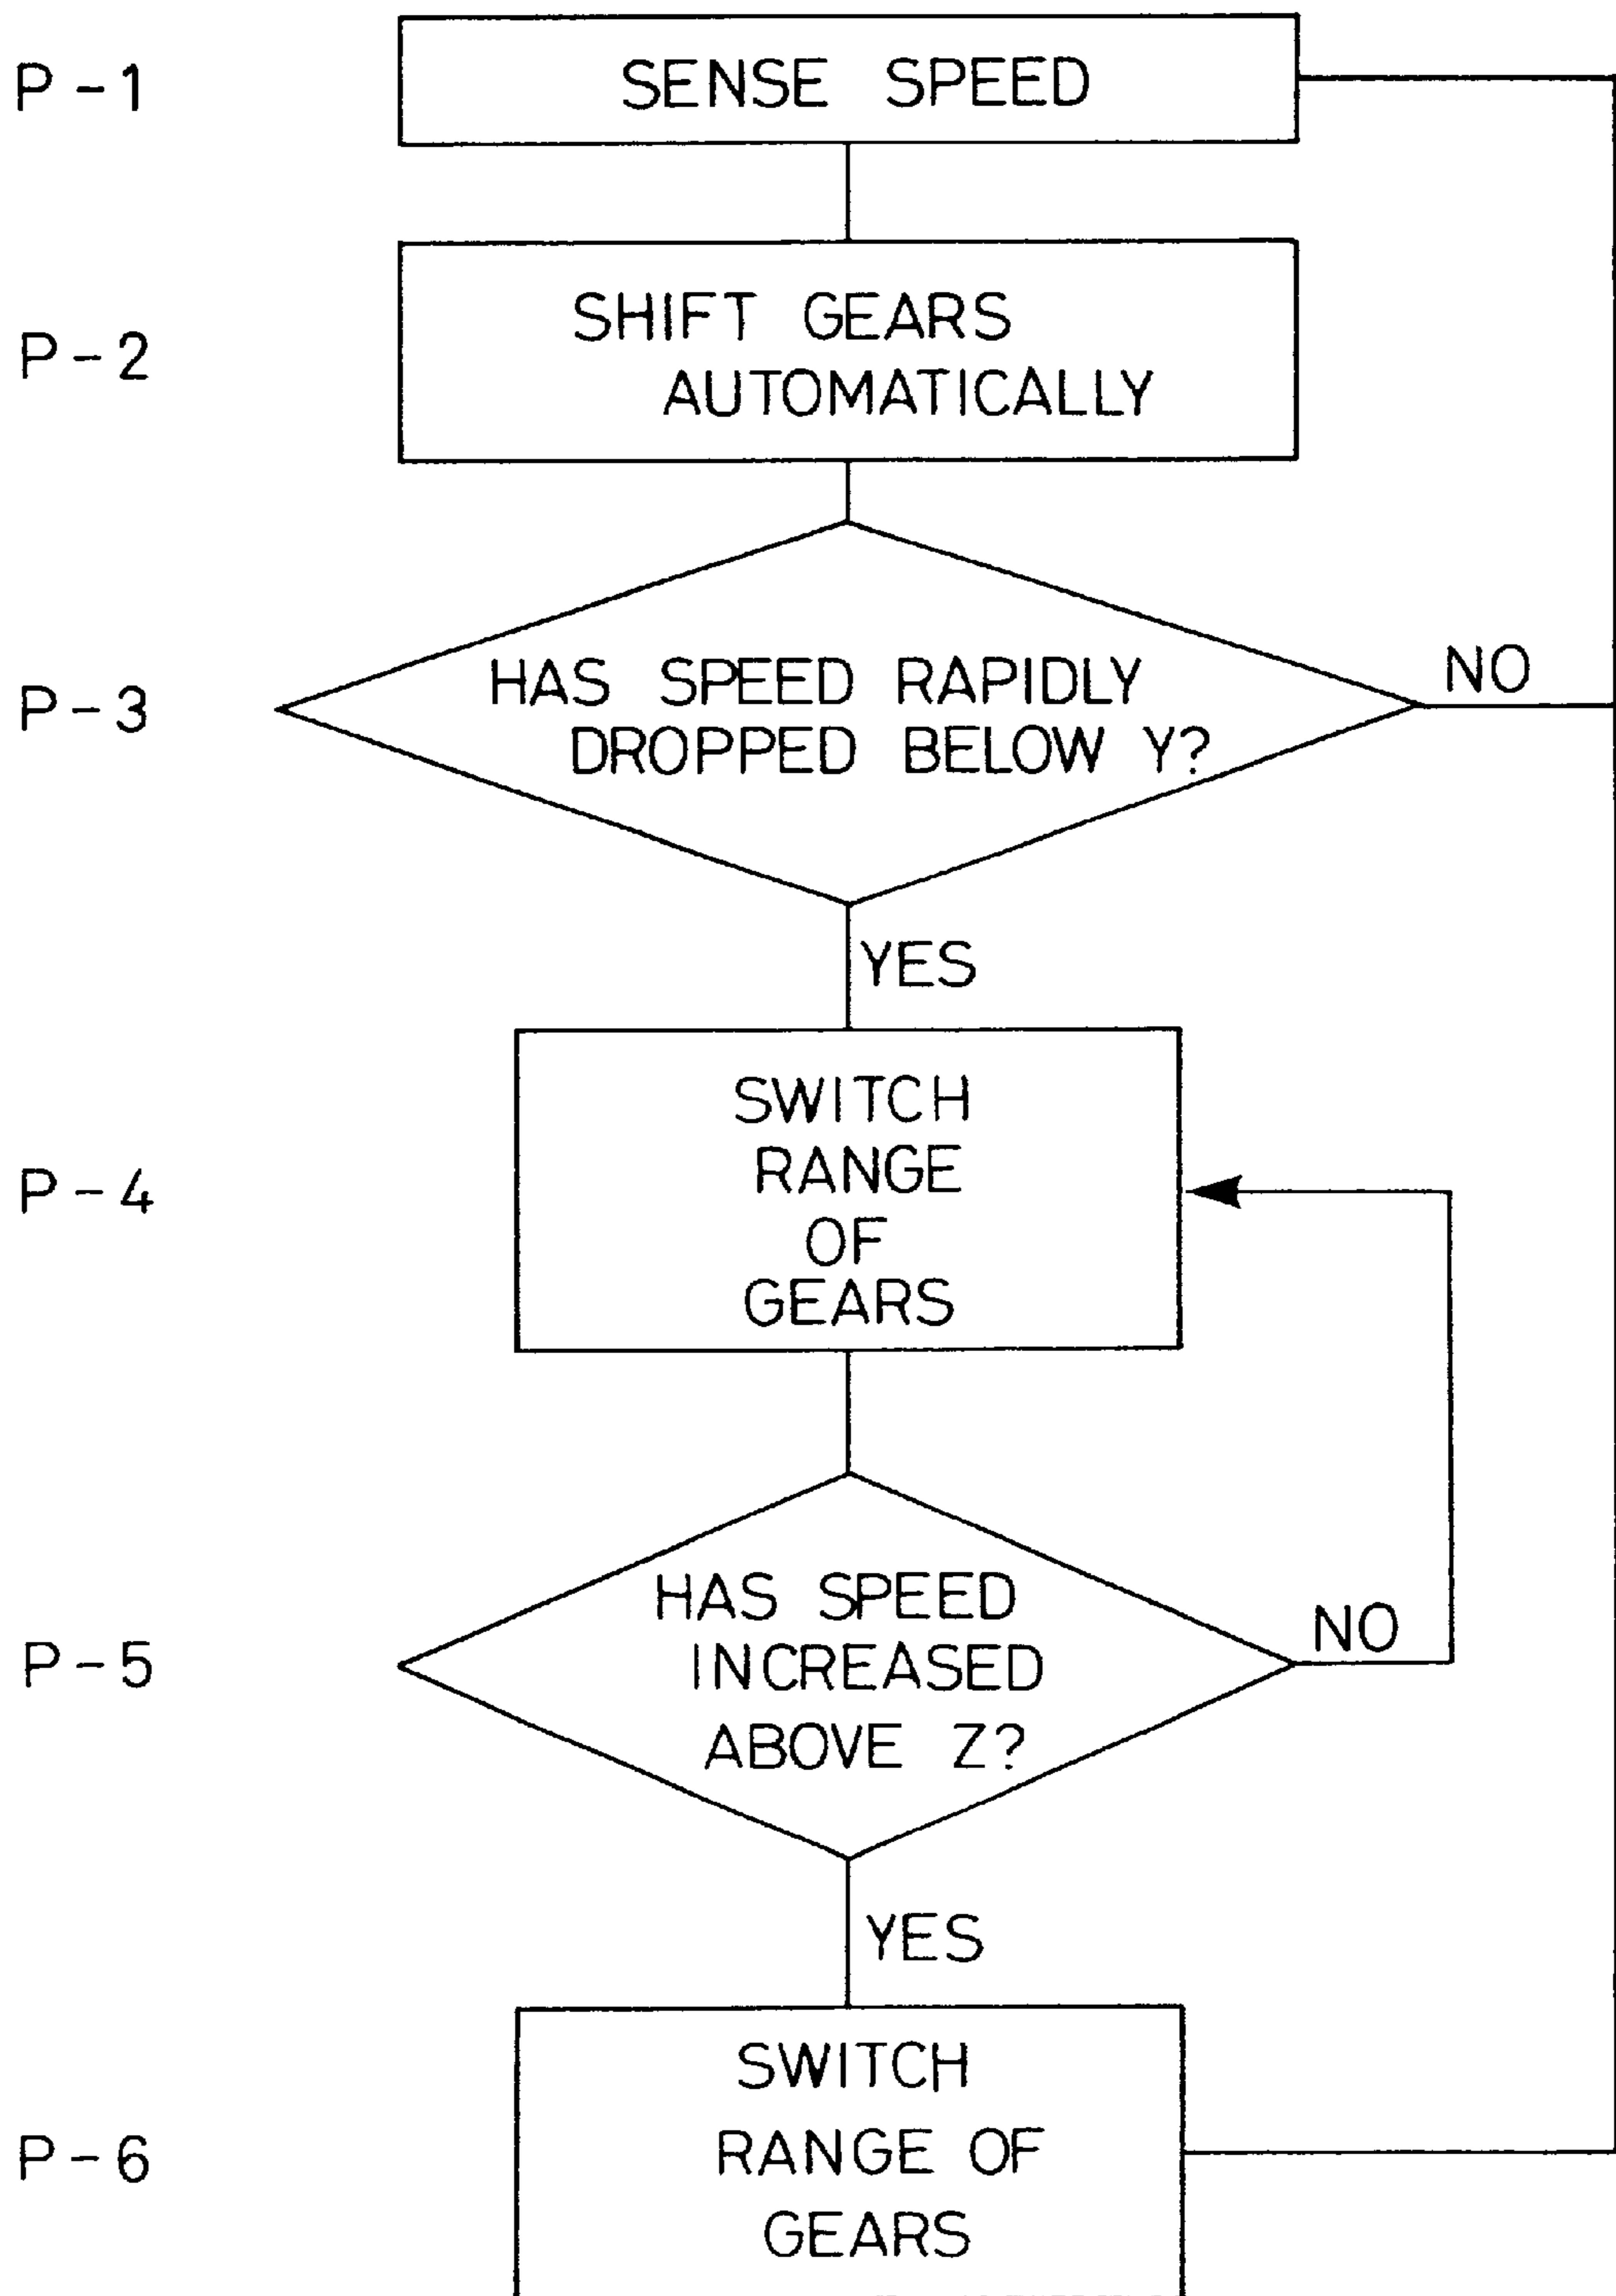 P-1
SENSE SPEED
P-2
SHIFT GEARS
AUTOMATICALLY
P-3
HAS SPEED RAPIDLY
DROPPED BELOW Y?
NO
YES
P-4
SWITCH
RANGE
OF
GEARS
P-5
HAS SPEED
INCREASED
ABOVE Z?
NO
YES
P-6
SWITCH
RANGE OF
GEARS